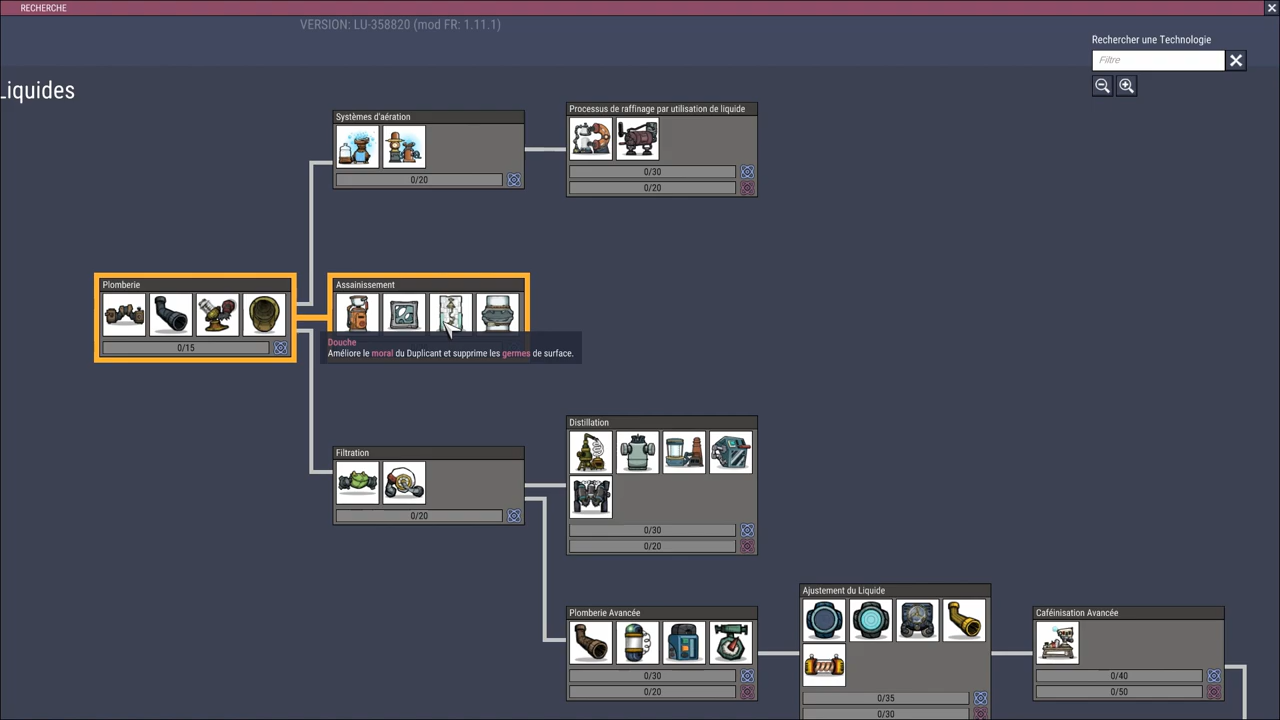 RECHERCHE
VERSION: LU-358820 (mod FR: 1.11.1)
Rechercher une Technologie
Filtre
Liquides
Systèmes d'aération
0/20
Processus de raffinage par utilisation de liquide
0/30
0/20
Plomberie
0/15
Assainissement
Douche
Améliore le moral du Duplicant et supprime les germes de surface.
Filtration
0/20
Distillation
0/30
0/20
Plomberie Avancée
0/30
0/20
Ajustement du Liquide
0/35
0/30
Caféinisation Avancée
0/40
0/50